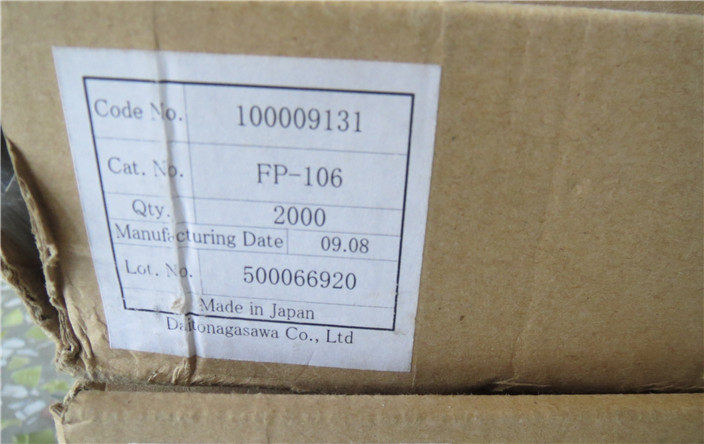 Code No. 100009131
Cat. No. FP-106
Qty. 2000
Manufacturing Date 09.08
Lot. No. 500066920
Made in Japan
Daitonagasawa Co., Ltd